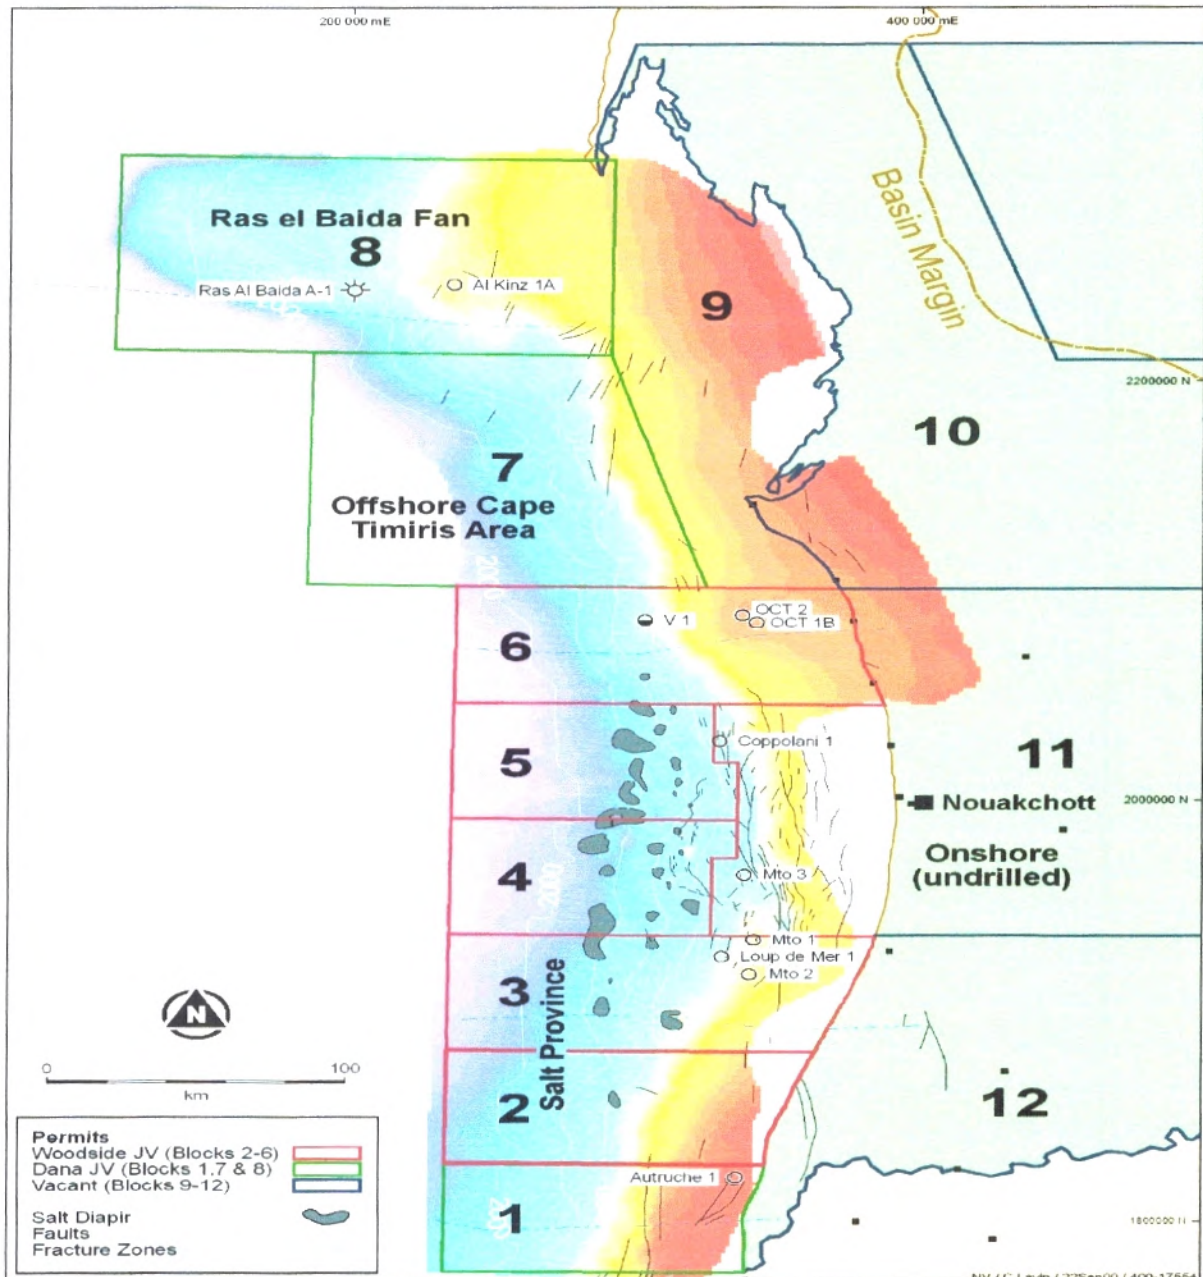 200 000 mE
400 000 mE
Basin Margin
Ras el Baida Fan
8
Ras Al Baida A-1
Al Kinz 1A
9
2200000 N
10
7
Offshore Cape
Timiris Area
OCT 2
V 1
OCT 1B
6
Coppolani 1
5
11
Nouakchott
2000000 N
Onshore
(undrilled)
4
Mto 3
2000
Mto 1
Loup de Mer 1
Mto 2
3
Salt Province
N
0
100
km
2
12
Permits
Woodside JV (Blocks 2-6)
Dana JV (Blocks 1,7 & 8)
Vacant (Blocks 9-12)
Salt Diapir
Faults
Fracture Zones
Autruche 1
1
1800000 N